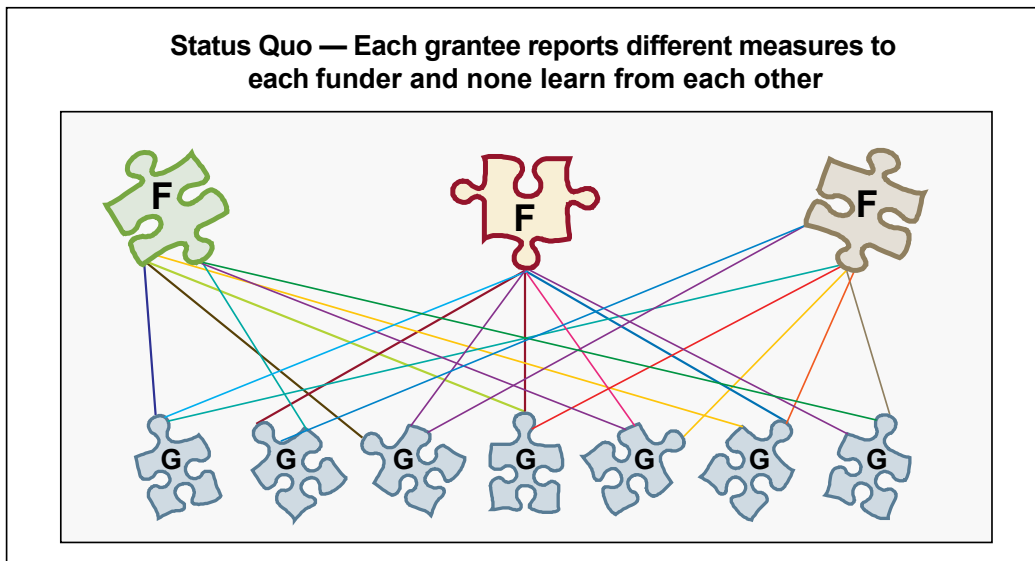 Status Quo — Each grantee reports different measures to
each funder and none learn from each other
F
F
F
G
G
G
G
G
G
G